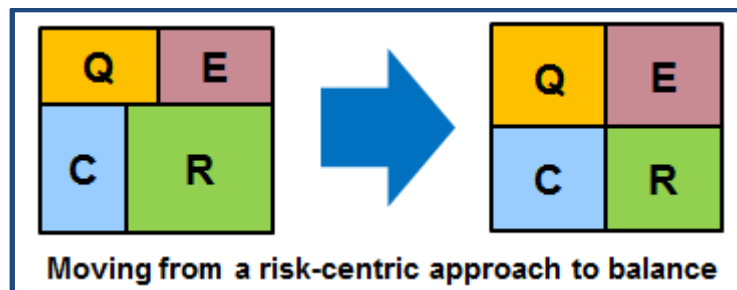 Q E
C R
Q E
C R
Moving from a risk-centric approach to balance